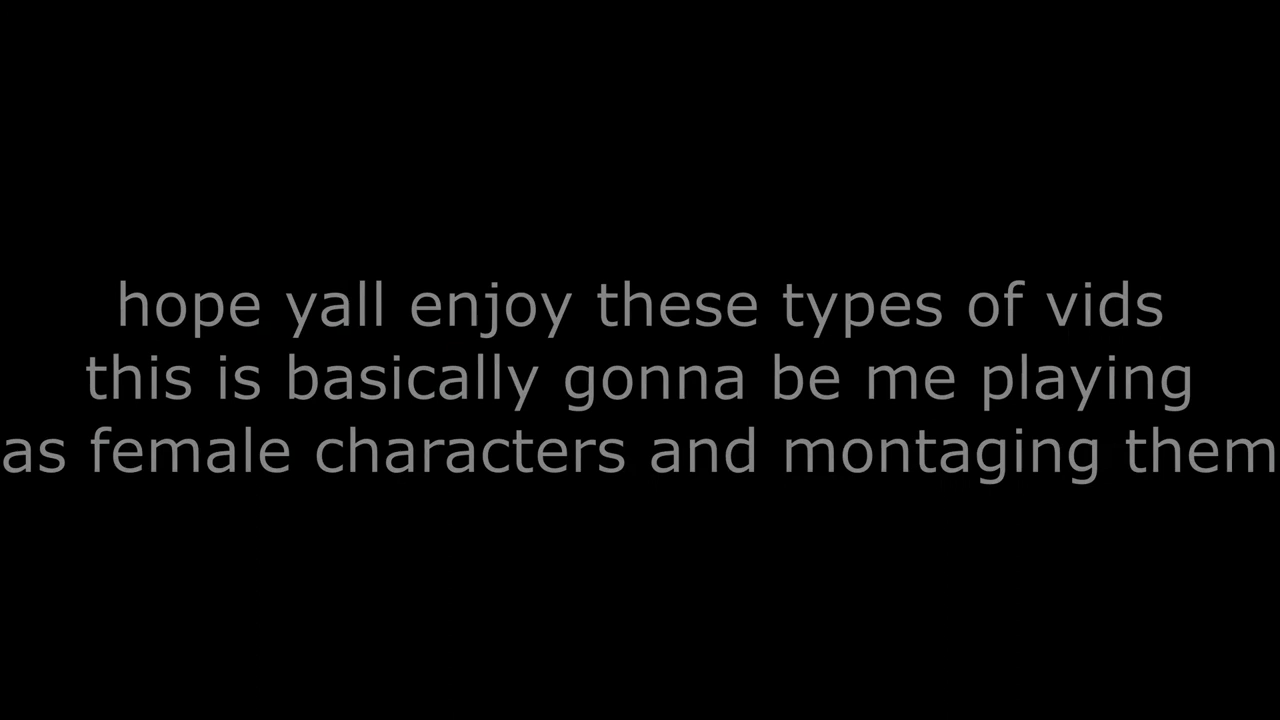 hope yall enjoy these types of vids
this is basically gonna be me playing
as female characters and montaging them